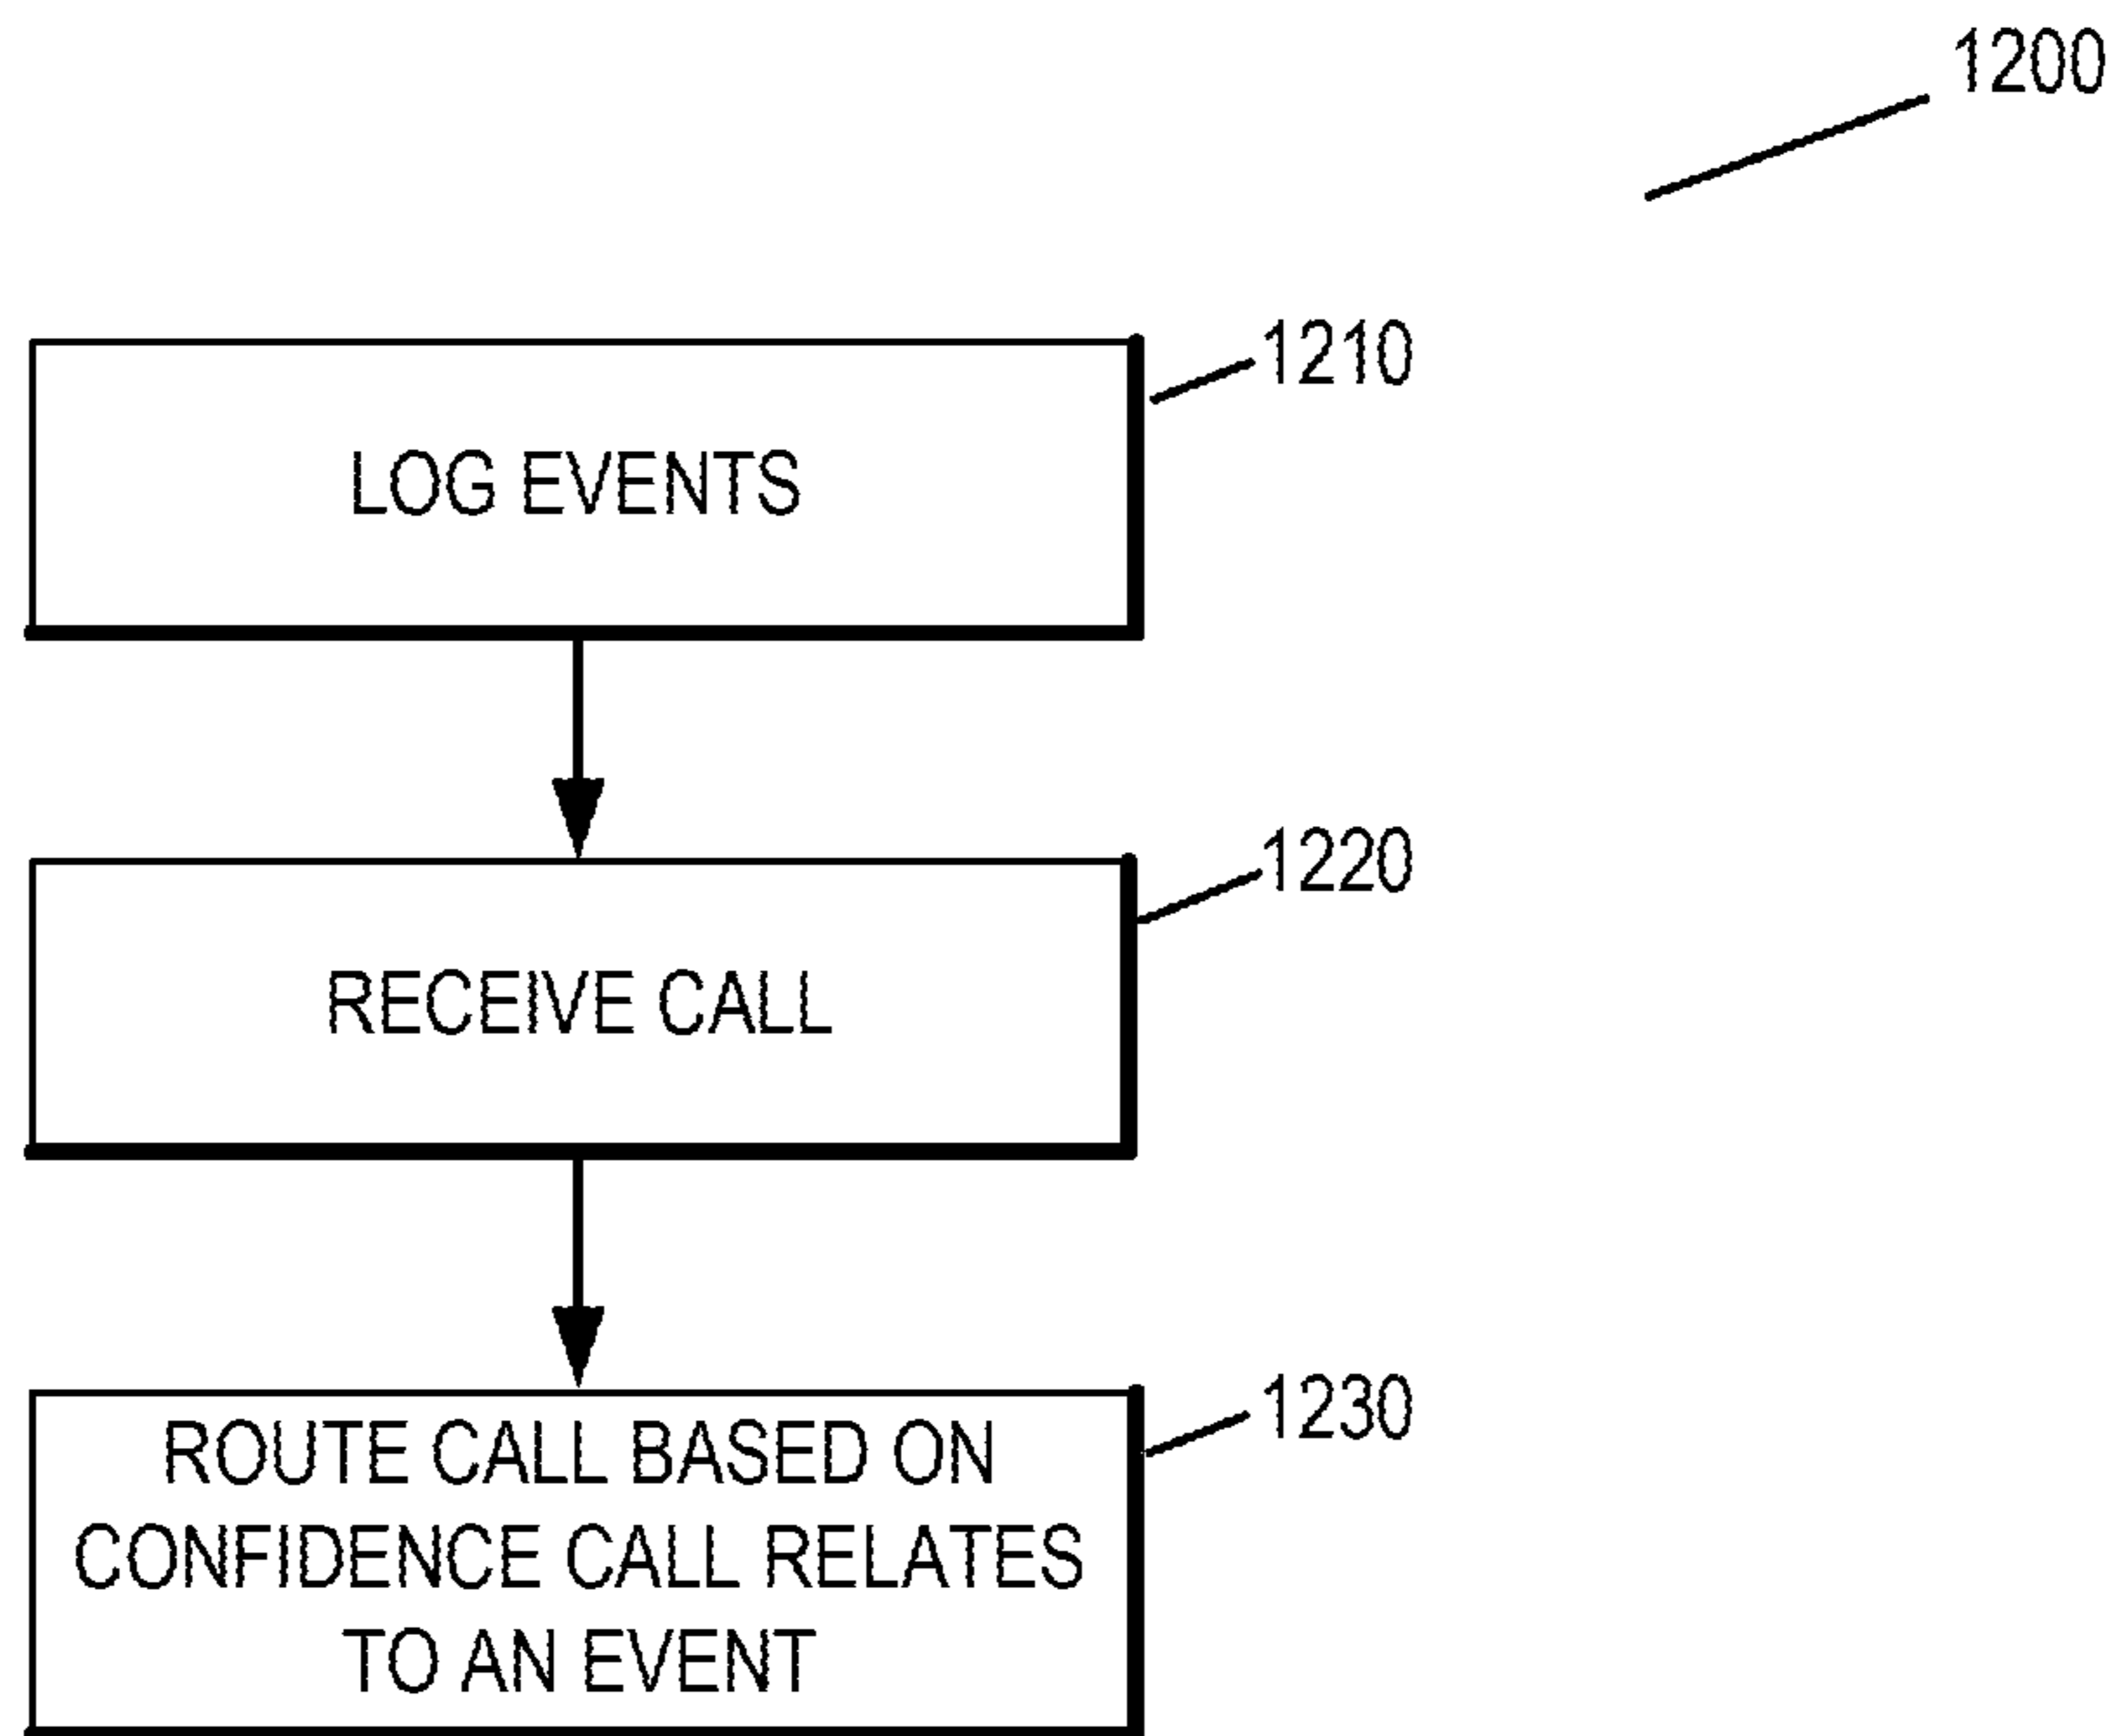 1200
1210
LOG EVENTS
1220
RECEIVE CALL
1230
ROUTE CALL BASED ON
CONFIDENCE CALL RELATES
TO AN EVENT